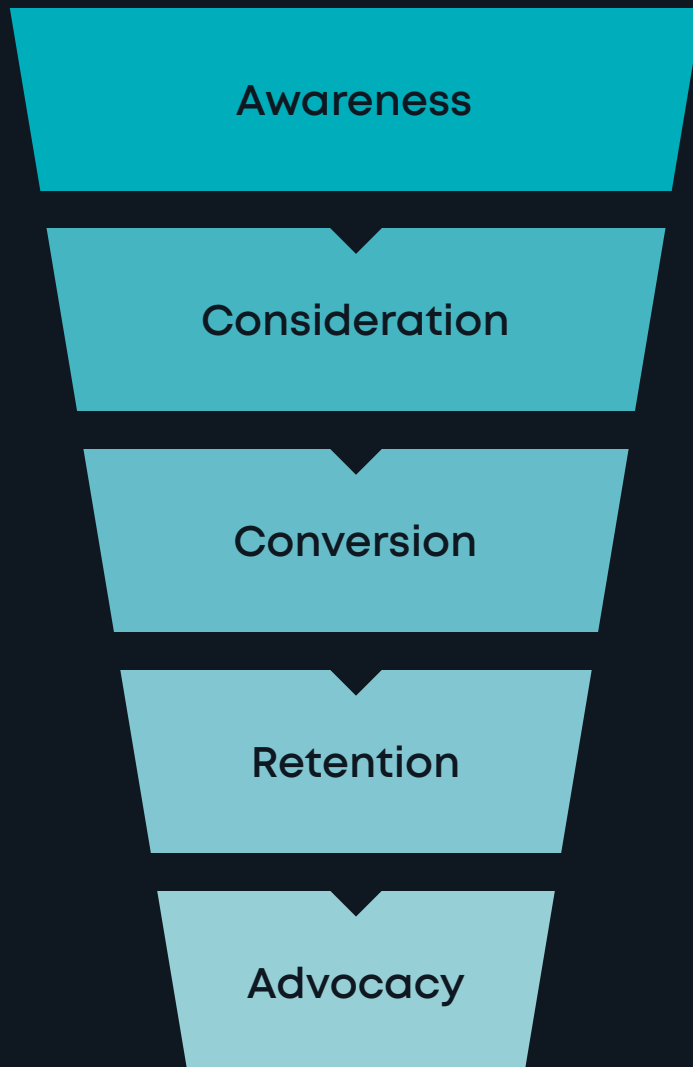 Awareness
Consideration
Conversion
Retention
Advocacy